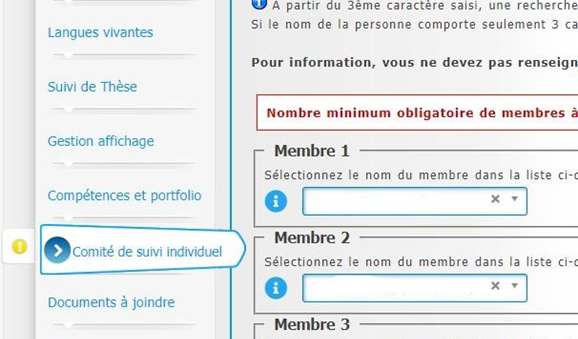 Langues vivantes
Suivi de Thèse
Gestion affichage
Compétences et portfolio
Comité de suivi individuel
Documents à joindre
A partir du 3ème caractère saisi, une recherche
Si le nom de la personne comporte seulement 3 ca
Pour information, vous ne devez pas renseign
Nombre minimum obligatoire de membres à
Membre 1
Sélectionnez le nom du membre dans la liste ci-d
Membre 2
Sélectionnez le nom du membre dans la liste ci-d
Membre 3